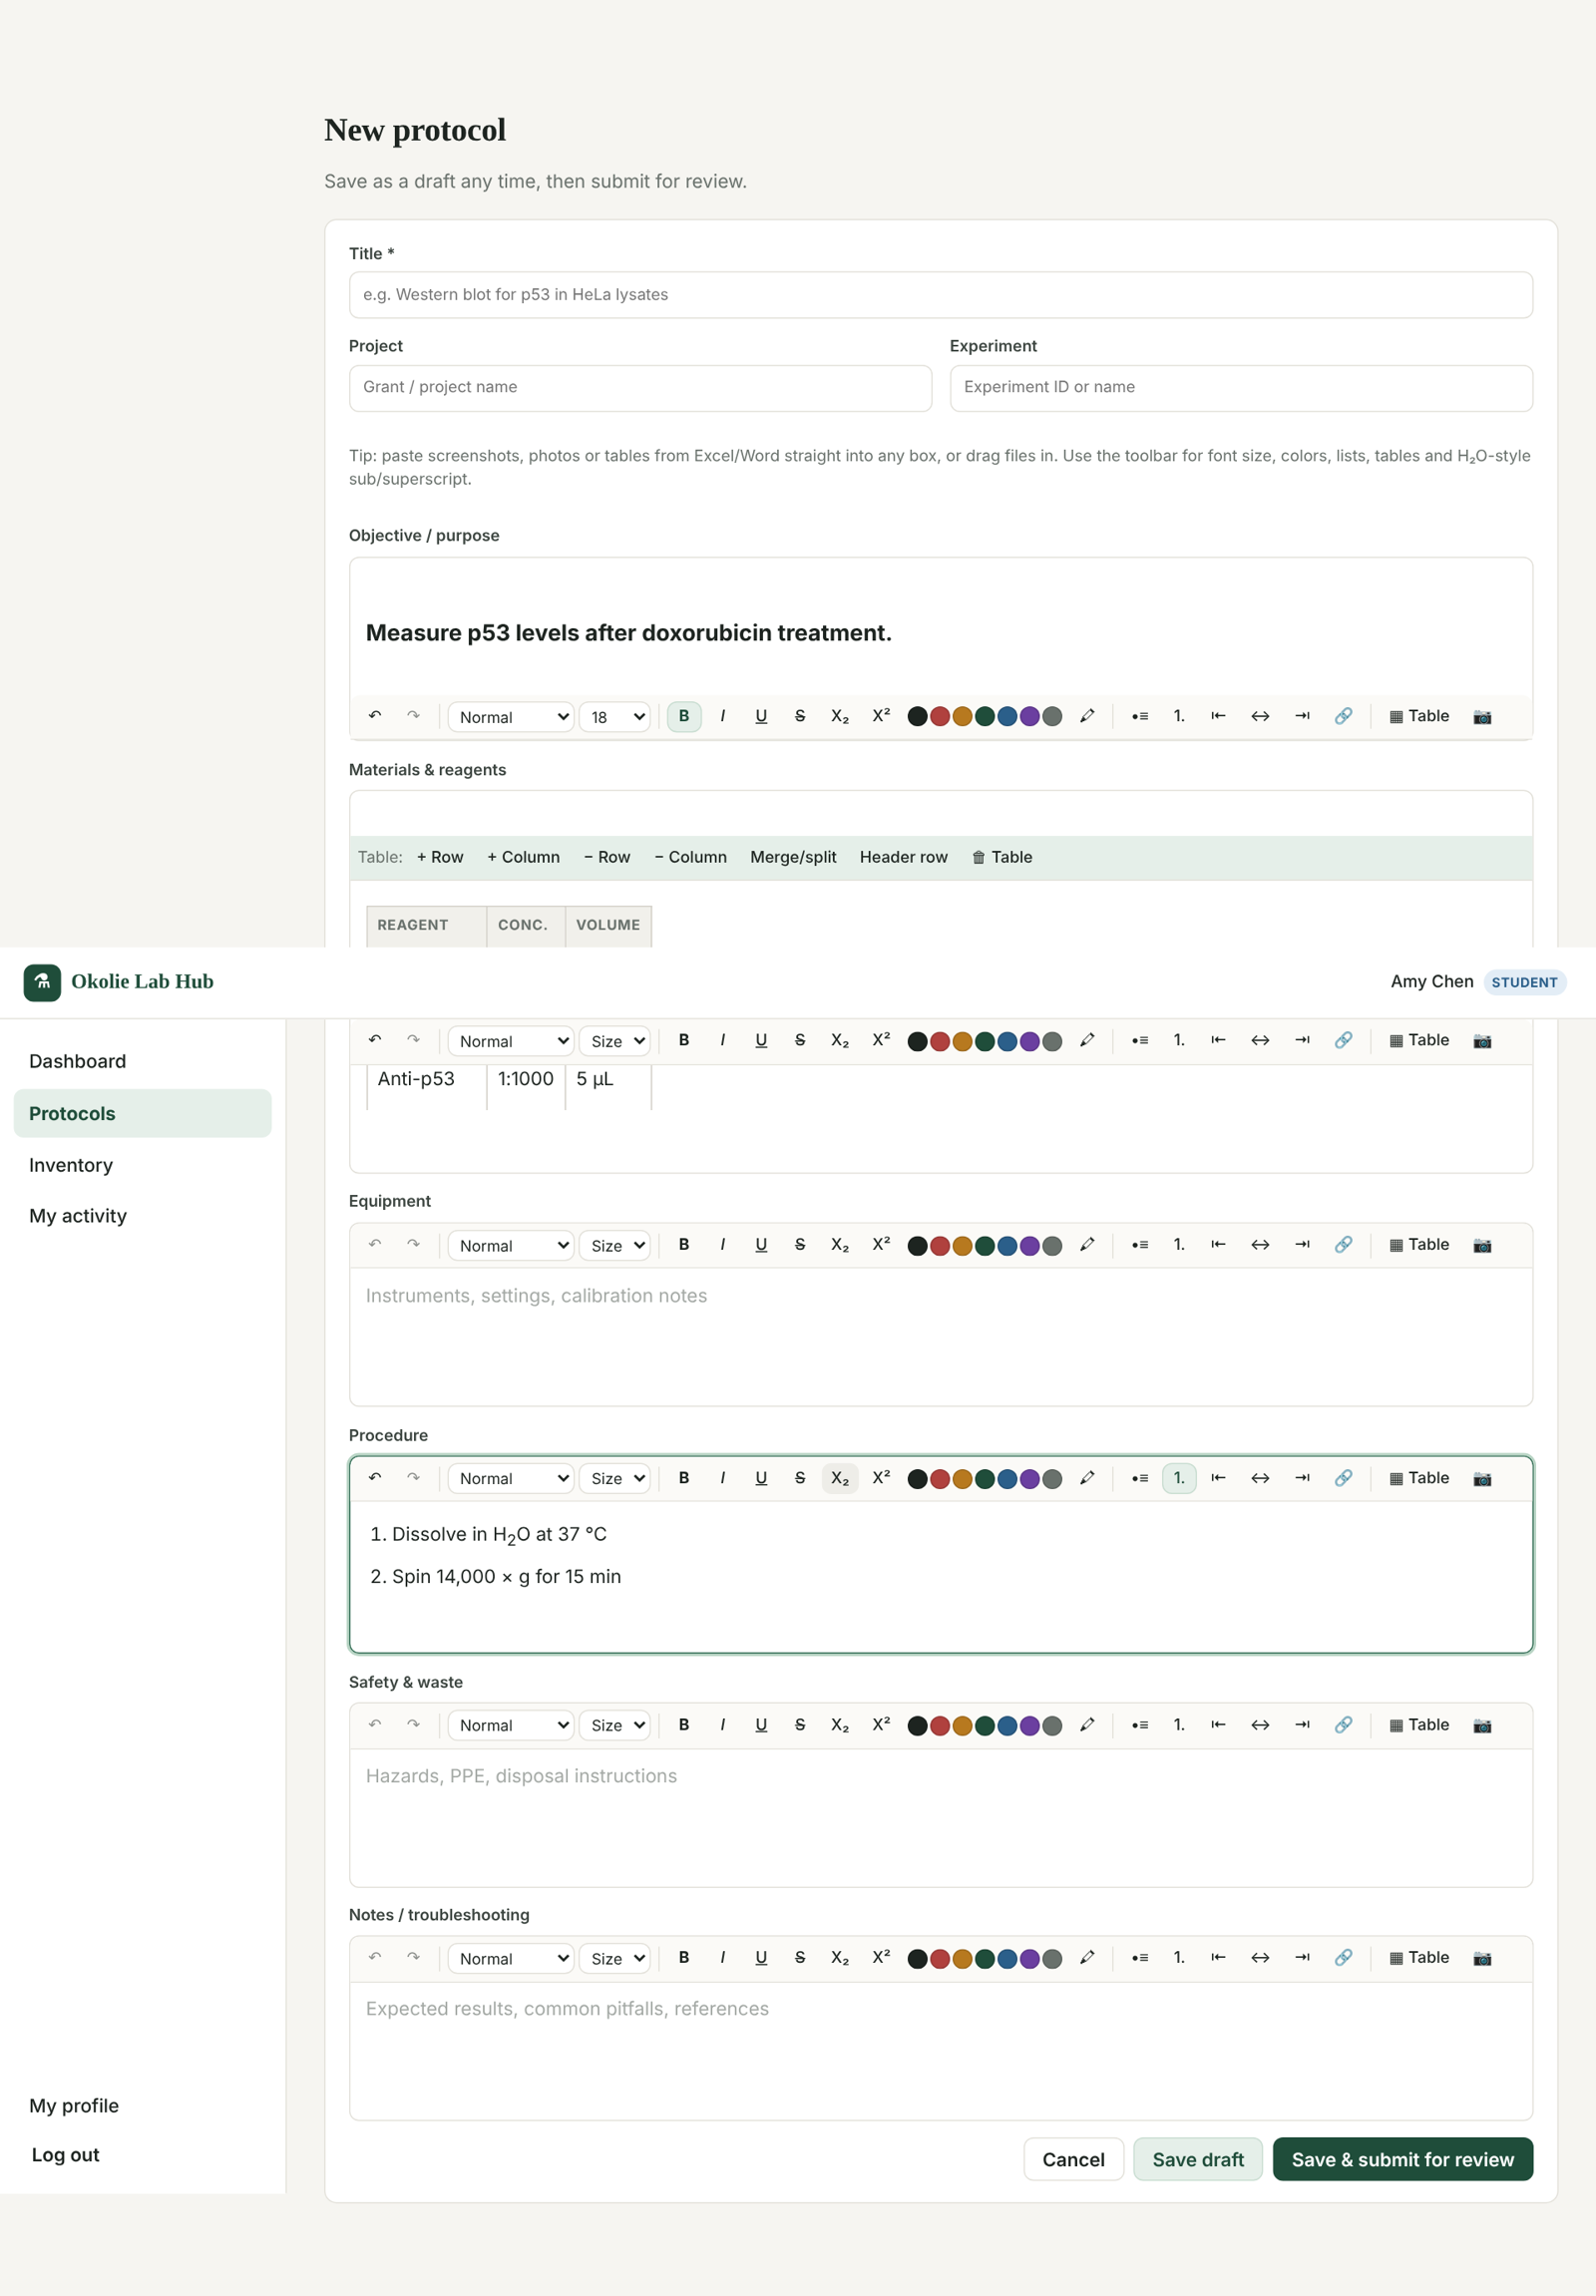 New protocol
Save as a draft any time, then submit for review.
Title *
e.g. Western blot for p53 in HeLa lysates
Project
Experiment
Grant / project name
Experiment ID or name
Tip: paste screenshots, photos or tables from Excel/Word straight into any box, or drag files in. Use the toolbar for font size, colors, lists, tables and H₂O-style
sub/superscript.
Objective / purpose
Measure p53 levels after doxorubicin treatment.
Normal 18 B I U S X₂ X² 1. Table
Materials & reagents
Table: + Row + Column − Row − Column Merge/split Header row Table
REAGENT CONC. VOLUME
Okolie Lab Hub
Amy Chen STUDENT
Normal Size B I U S X₂ X² 1. Table
Anti-p53 1:1000 5 µL
Dashboard
Protocols
Inventory
My activity
Equipment
Normal Size B I U S X₂ X² 1. Table
Instruments, settings, calibration notes
Procedure
Normal Size B I U S X₂ X² 1. Table
1. Dissolve in H₂O at 37 °C
2. Spin 14,000 × g for 15 min
Safety & waste
Normal Size B I U S X₂ X² 1. Table
Hazards, PPE, disposal instructions
Notes / troubleshooting
Normal Size B I U S X₂ X² 1. Table
Expected results, common pitfalls, references
My profile
Log out
Cancel
Save draft
Save & submit for review